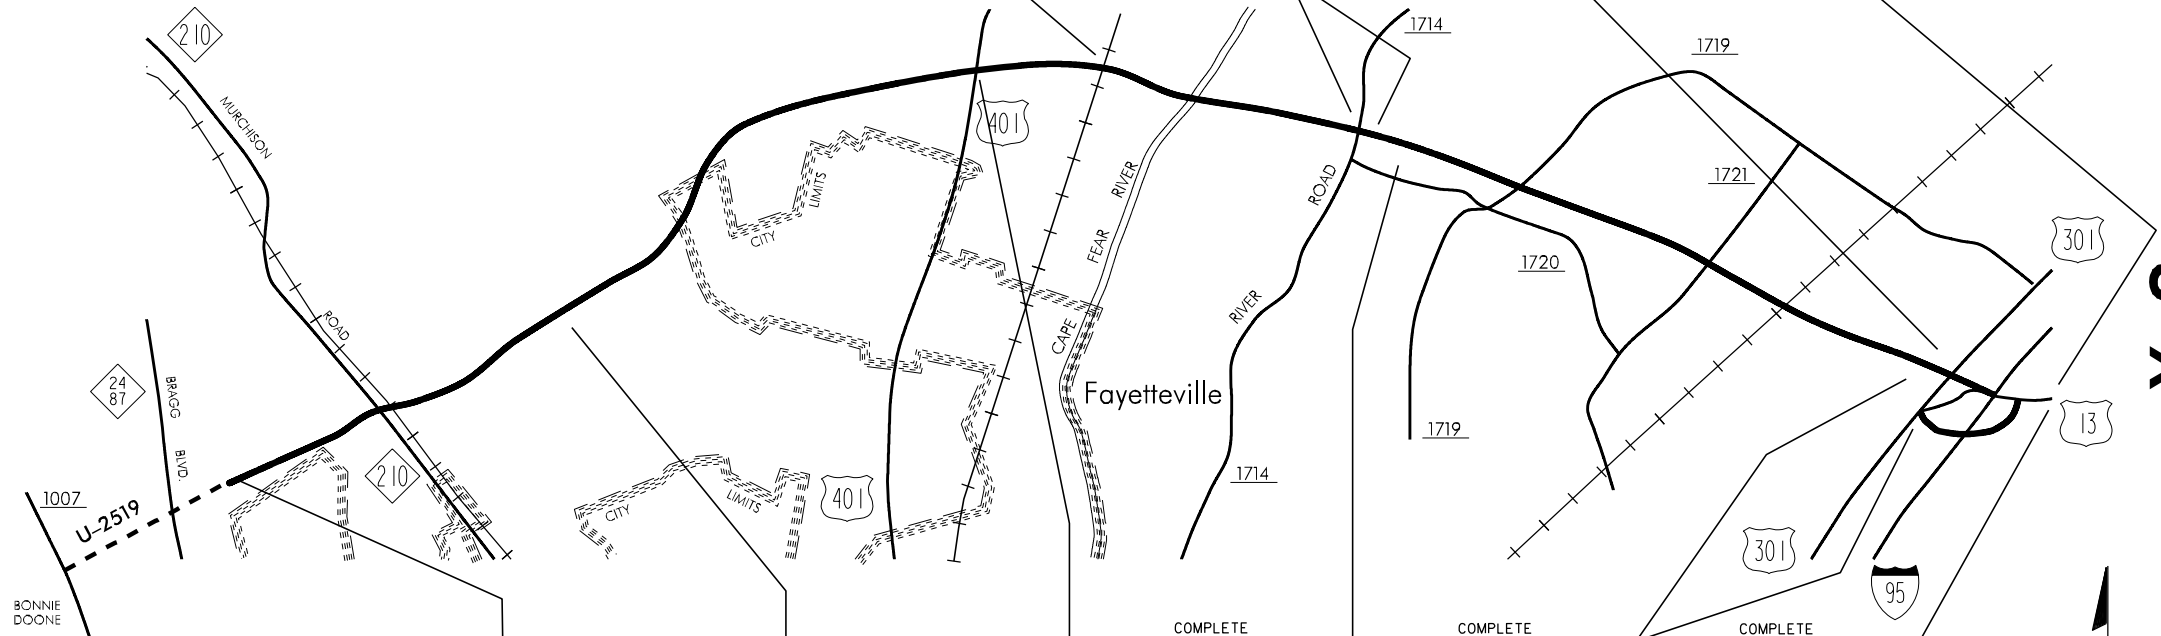 210
1714
1719
MURCHISON
401
301
LIMITS
CITY
RIVER
ROAD
1721
FEAR
1720
ROAD
RIVER
CAPE
24
87
BRAGG
Fayetteville
13
1719
BLVD.
210
1714
401
LIMITS
CITY
1007
U-2519
301
95
BONNIE
DOONE
COMPLETE
COMPLETE
COMPLETE